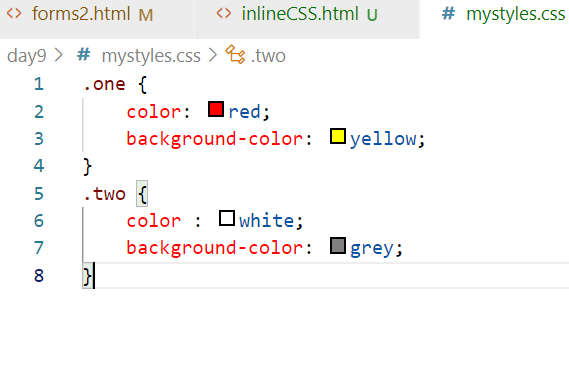 <> forms2.html M <> inlineCSS.html U # mystyles.css
day9 > # mystyles.css > .two
1 .one {
2 color: red;
3 background-color: yellow;
4 }
5 .two {
6 color : white;
7 background-color: grey;
8 }